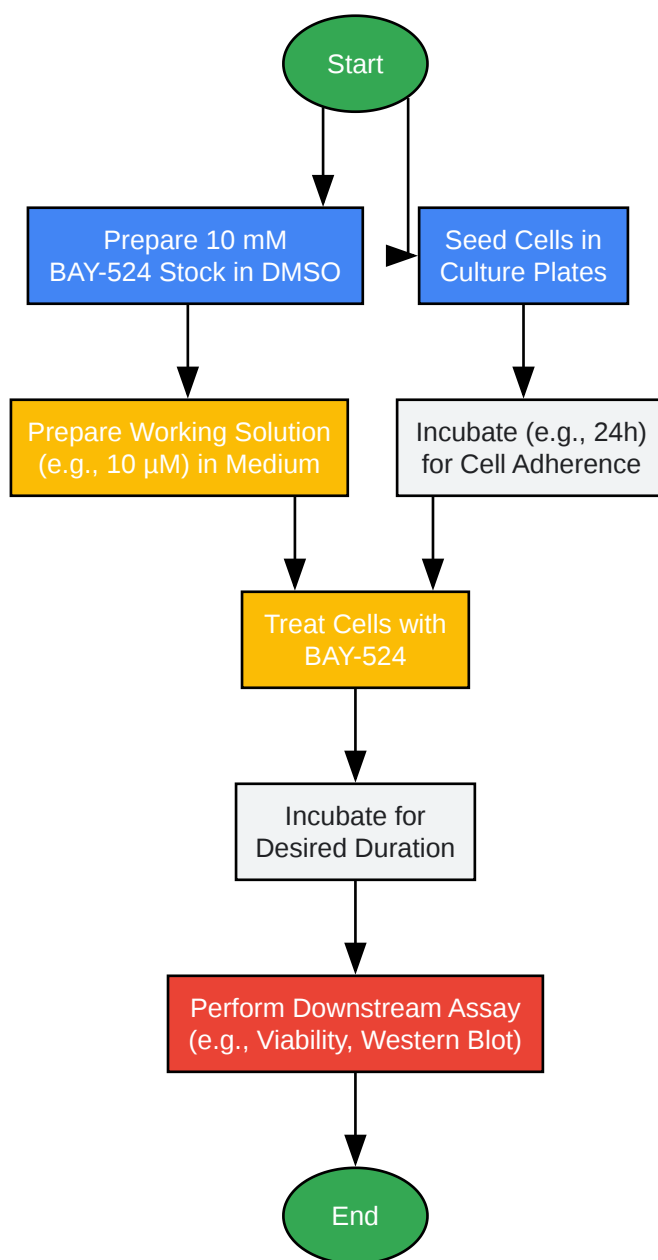 Start
Prepare 10 mM
BAY-524 Stock in DMSO
Seed Cells in
Culture Plates
Prepare Working Solution
(e.g., 10 µM) in Medium
Incubate (e.g., 24h)
for Cell Adherence
Treat Cells with
BAY-524
Incubate for
Desired Duration
Perform Downstream Assay
(e.g., Viability, Western Blot)
End